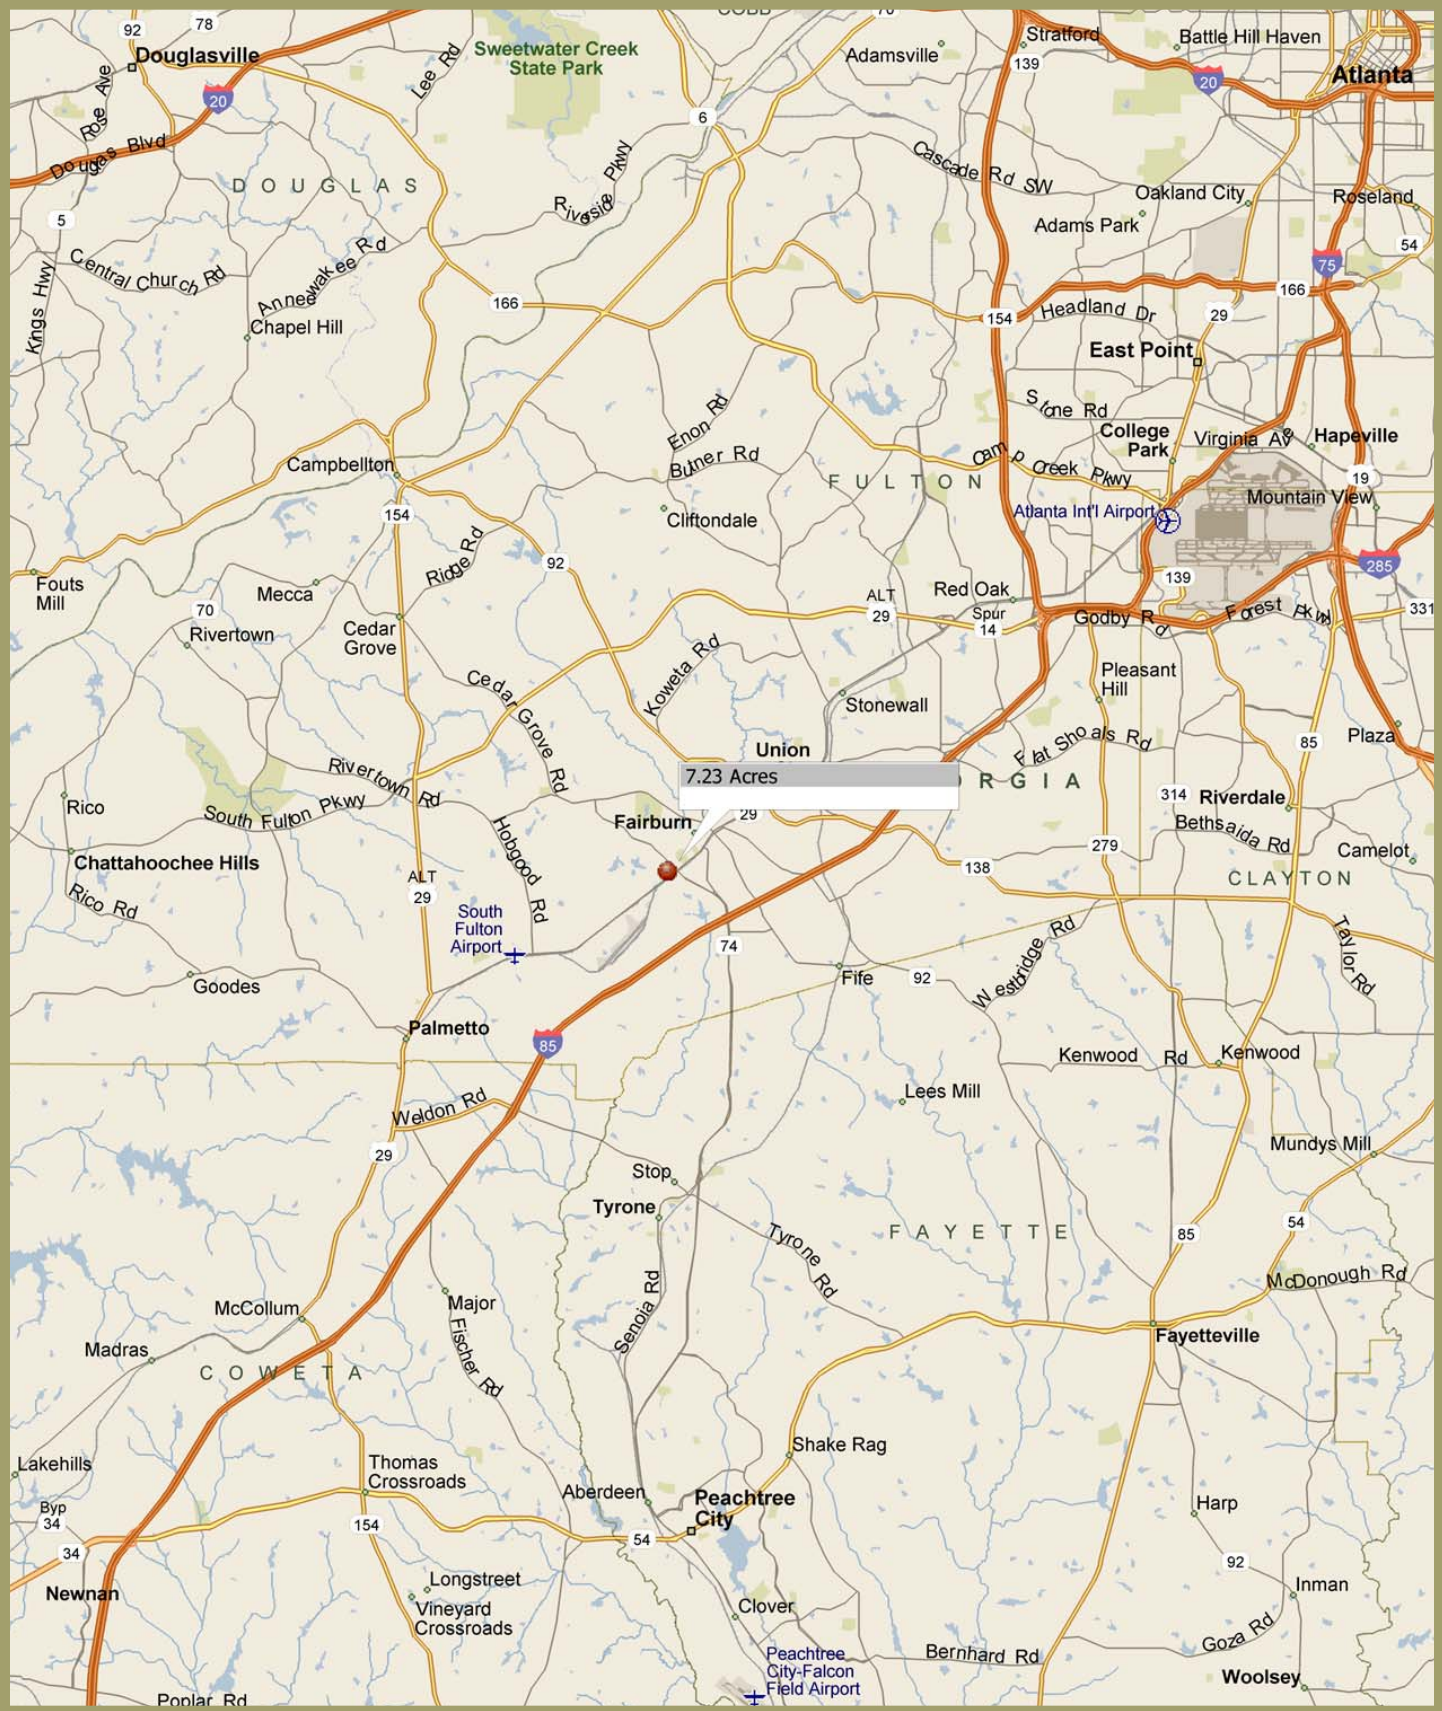 COBB
70
92
78
Stratford
Battle Hill Haven
Douglasville
Lee Rd
Sweetwater Creek
State Park
Adamsville
139
20
Atlanta
Rose Ave
20
6
Douglas Blvd
DOUGLAS
Riverside Pkwy
Cascade Rd SW
Oakland City
Roseland
Adams Park
5
54
Central Church Rd
Anneewakee Rd
75
Kings Hwy
166
166
Chapel Hill
154
Headland Dr
29
East Point
Enon Rd
Stone Rd
College
Park
Virginia Ave
Hapeville
Campbellton
Butner Rd
Camp Creek Pkwy
FULTON
19
Mountain View
154
Cliftondale
Atlanta Int'l Airport
Ridge Rd
92
285
Fouts
Mill
Mecca
70
Rivertown
Cedar
Grove
ALT
29
Red Oak
Spur
14
139
Godby Rd
Forest Pkwy
331
Koweta Rd
Cedar Grove Rd
Pleasant
Hill
Stonewall
Union
Flat Shoals Rd
85
Plaza
7.23 Acres
ORGIA
Rivertown Rd
Rico
South Fulton Pkwy
Fairburn
29
314
Riverdale
Bethsaida Rd
Hobgood Rd
Chattahoochee Hills
279
Camelot
138
CLAYTON
ALT
29
Rico Rd
South
Fulton
Airport
74
Westbridge Rd
Taylor Rd
Goodes
Fife
92
Palmetto
85
Kenwood Rd
Kenwood
Weldon Rd
Lees Mill
29
Mundys Mill
Stop
Tyrone
Tyrone Rd
FAYETTE
85
54
McDonough Rd
McCollum
Major
Senoia Rd
Fischer Rd
Fayetteville
Madras
COWETA
Lakehills
Thomas
Crossroads
Shake Rag
Aberdeen
Peachtree
City
Harp
Byp
34
154
54
34
92
Newnan
Longstreet
Vineyard
Crossroads
Inman
Clover
Goza Rd
Peachtree
City-Falcon
Field Airport
Bernhard Rd
Woolsey
Poplar Rd